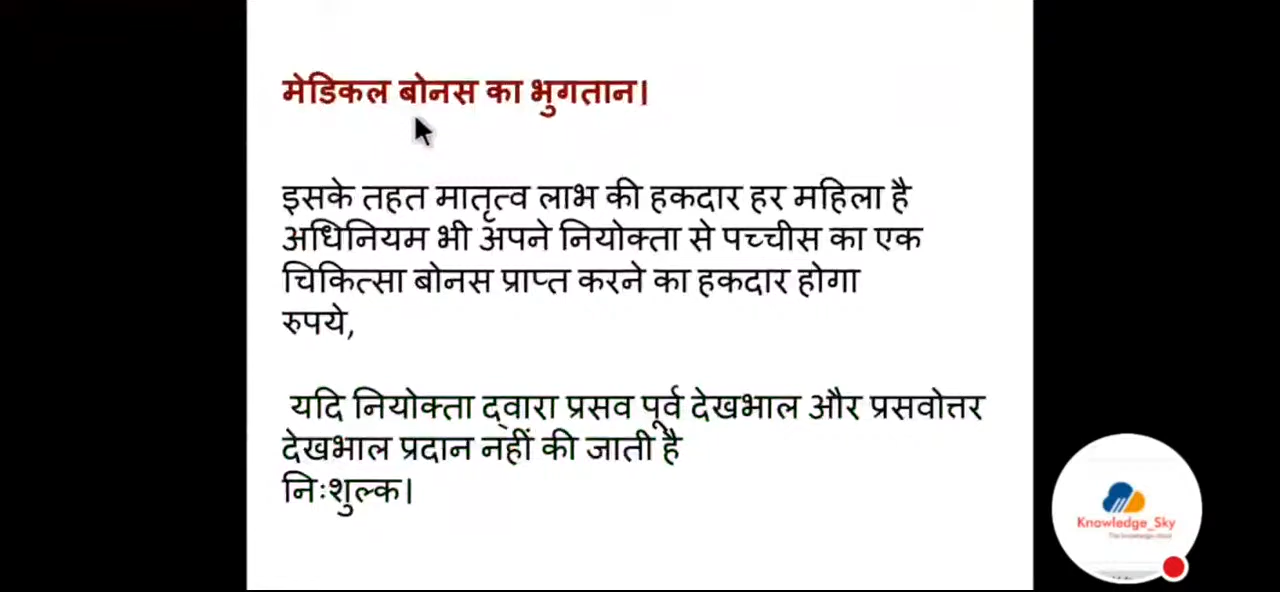 मेडिकल बोनस का भुगतान।
इसके तहत मातृत्व लाभ की हकदार हर महिला है
अधिनियम भी अपने नियोक्ता से पच्चीस का एक
चिकित्सा बोनस प्राप्त करने का हकदार होगा
रुपये,
यदि नियोक्ता द्वारा प्रसव पूर्व देखभाल और प्रसवोत्तर
देखभाल प्रदान नहीं की जाती है
निःशुल्क।
Knowledge_Sky